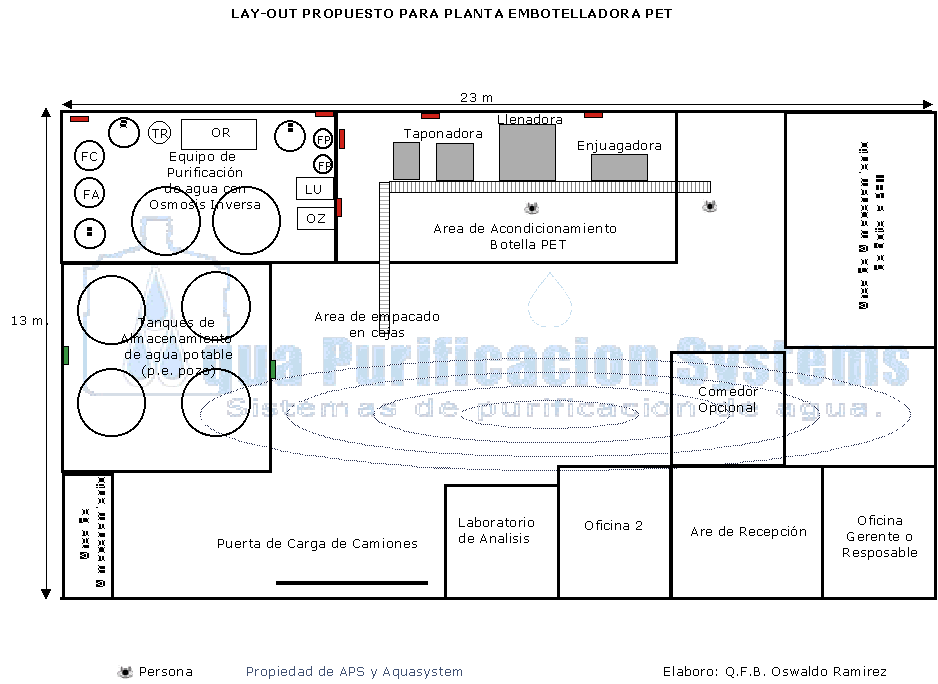 LAY-OUT PROPUESTO PARA PLANTA EMBOTELLADORA PET
23 m
13 m.
TR
OR
FC
FA
FP
FP
LU
OZ
Equipo de
Purificación
de agua con
Osmosis Inversa
Taponadora
Llenadora
Enjuagadora
Area de Acondicionamiento
Botella PET
Area de empacado
en cajas
Tanques de
Almacenamiento
de agua potable
(p.e. pozo)
Aqua Purificacion Systems
Sistemas de purificación de agua.
Comedor
Opcional
Puerta de Carga de Camiones
Laboratorio
de Analisis
Oficina 2
Are de Recepción
Oficina
Gerente o
Resposable
Persona
Propiedad de APS y Aquasystem
Elaboro: Q.F.B. Oswaldo Ramirez